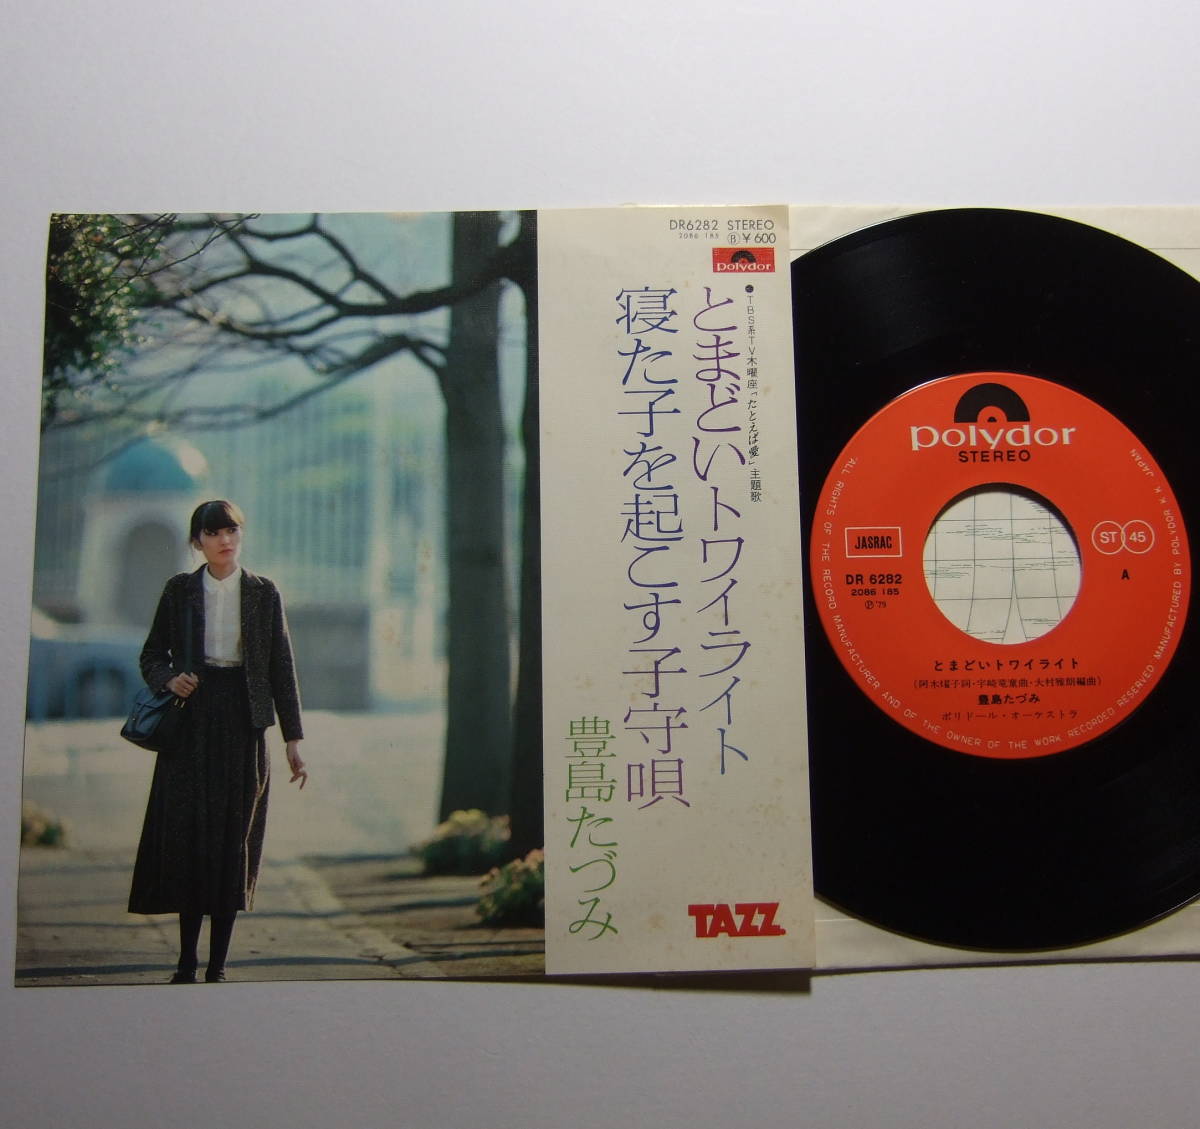 DR6282 STEREO
2086 185 Ⓑ¥600
Polydor
●TBS系TV木曜座「たとえば愛」主題歌
とまどいトワイライト
寝た子を起こす子守唄
豊島たづみ
TAZZ
Polydor
STEREO
JASRAC
DR 6282
2086 185
Ⓟ'79
ST 45
A
とまどいトワイライト
(阿木燿子詞・宇崎竜童曲・大村雅朗編曲)
豊島たづみ
ポリドール・オーケストラ
ALL RIGHTS OF THE RECORD MANUFACTURER AND OF THE OWNER OF THE WORK RECORDED RESERVED MANUFACTURED BY POLYDOR K.K. JAPAN